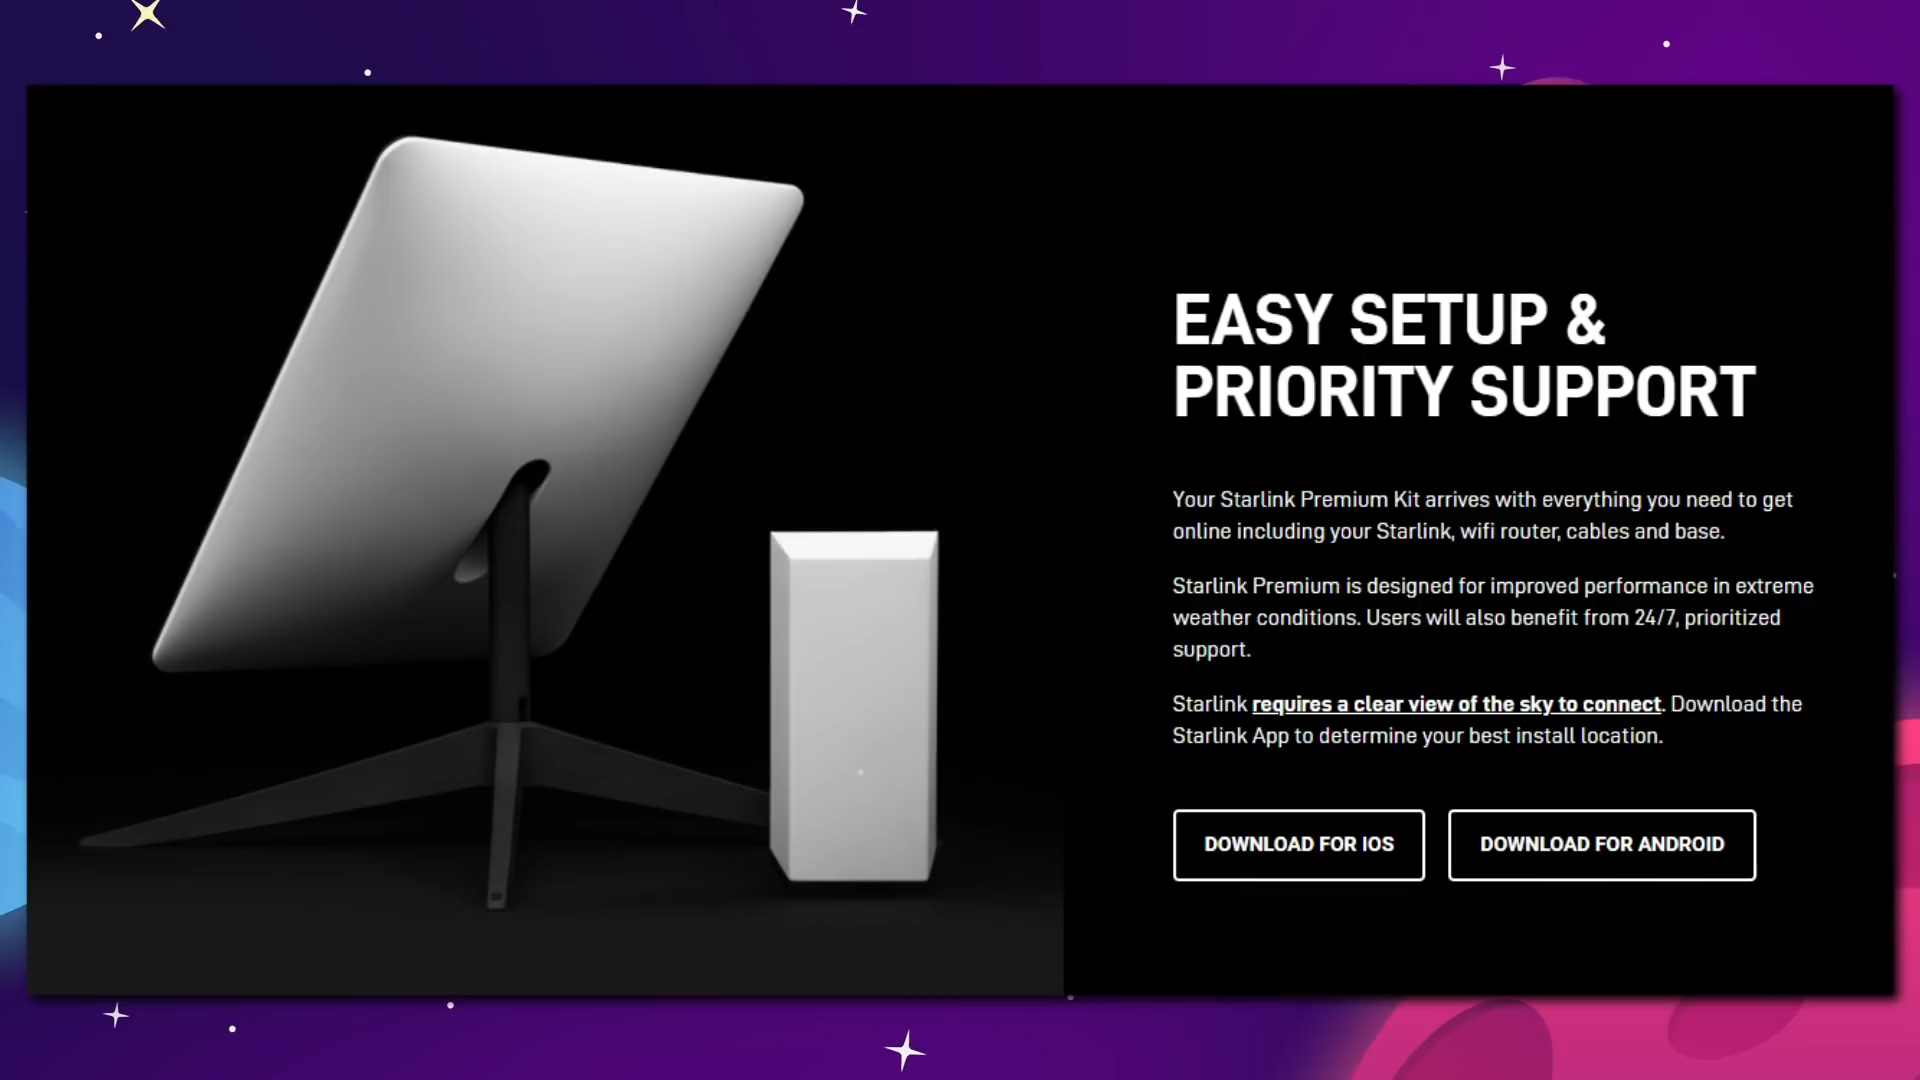 EASY SETUP &
PRIORITY SUPPORT
Your Starlink Premium Kit arrives with everything you need to get
online including your Starlink, wifi router, cables and base.
Starlink Premium is designed for improved performance in extreme
weather conditions. Users will also benefit from 24/7, prioritized
support.
Starlink requires a clear view of the sky to connect. Download the
Starlink App to determine your best install location.
DOWNLOAD FOR IOS
DOWNLOAD FOR ANDROID